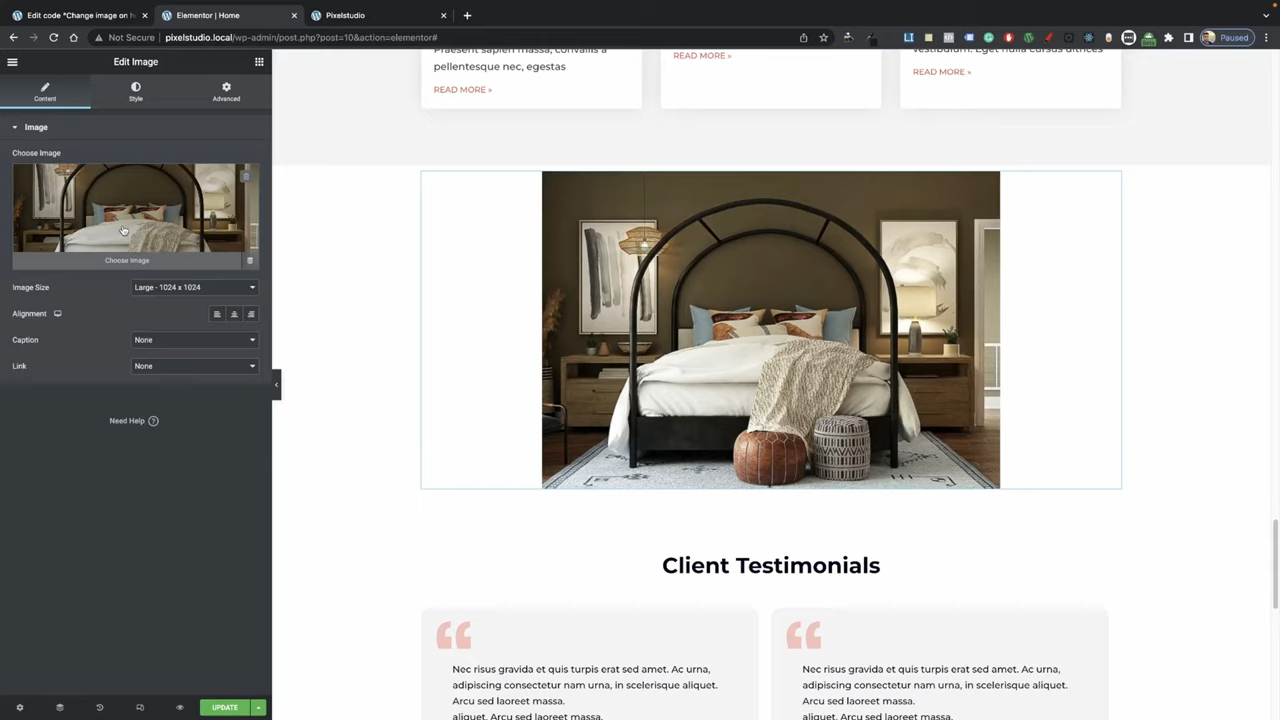 Edit code "Change image on h
Elementor | Home
Pixelstudio
Not Secure
pixelstudio.local/wp-admin/post.php?post=10&action=elementor#
Paused
Edit Image
Content
Style
Advanced
Image
Choose Image
Choose Image
Image Size
Large - 1024 x 1024
Alignment
Caption
None
Link
None
Need Help
UPDATE
Praesent sapien massa, convallis a
pellentesque nec, egestas
READ MORE »
READ MORE »
vestibulum. Eget nulla cursus ultrices
READ MORE »
Client Testimonials
Nec risus gravida et quis turpis erat sed amet. Ac urna,
adipiscing consectetur nam urna, in scelerisque aliquet.
Arcu sed laoreet massa.
aliquet. Arcu sed laoreet massa.
Nec risus gravida et quis turpis erat sed amet. Ac urna,
adipiscing consectetur nam urna, in scelerisque aliquet.
Arcu sed laoreet massa.
aliquet. Arcu sed laoreet massa.